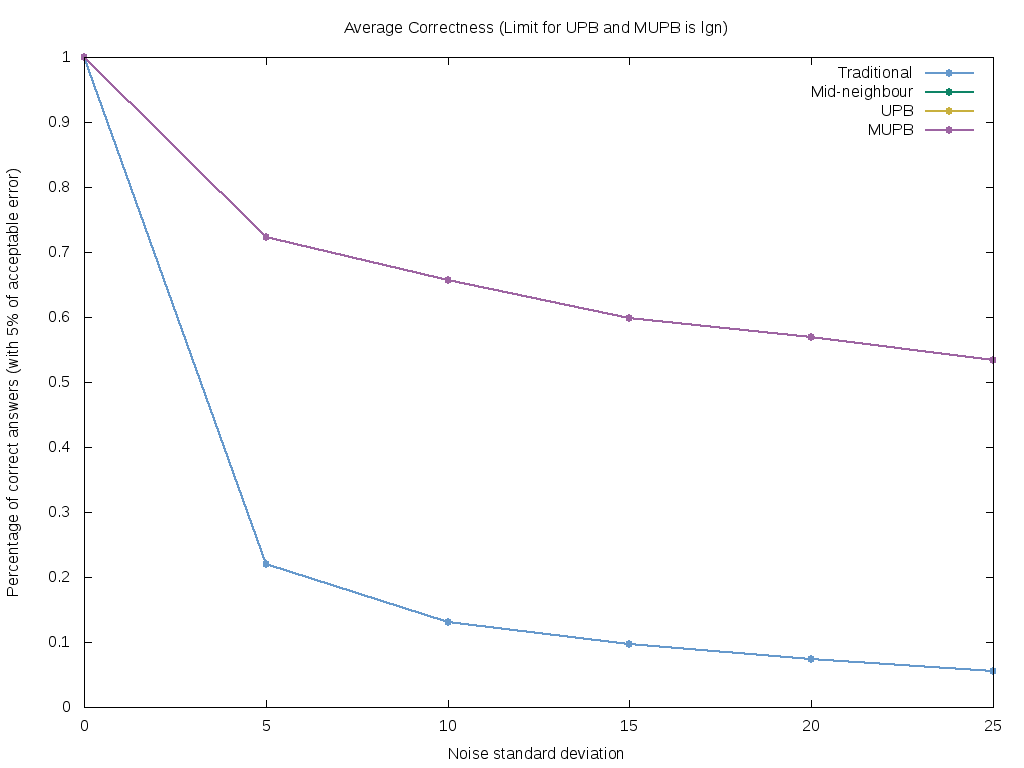 Average Correctness (Limit for UPB and MUPB is lgn)
Percentage of correct answers (with 5% of acceptable error)
1
0.9
0.8
0.7
0.6
0.5
0.4
0.3
0.2
0.1
0
Traditional
Mid-neighbour
UPB
MUPB
0 5 10 15 20 25
Noise standard deviation